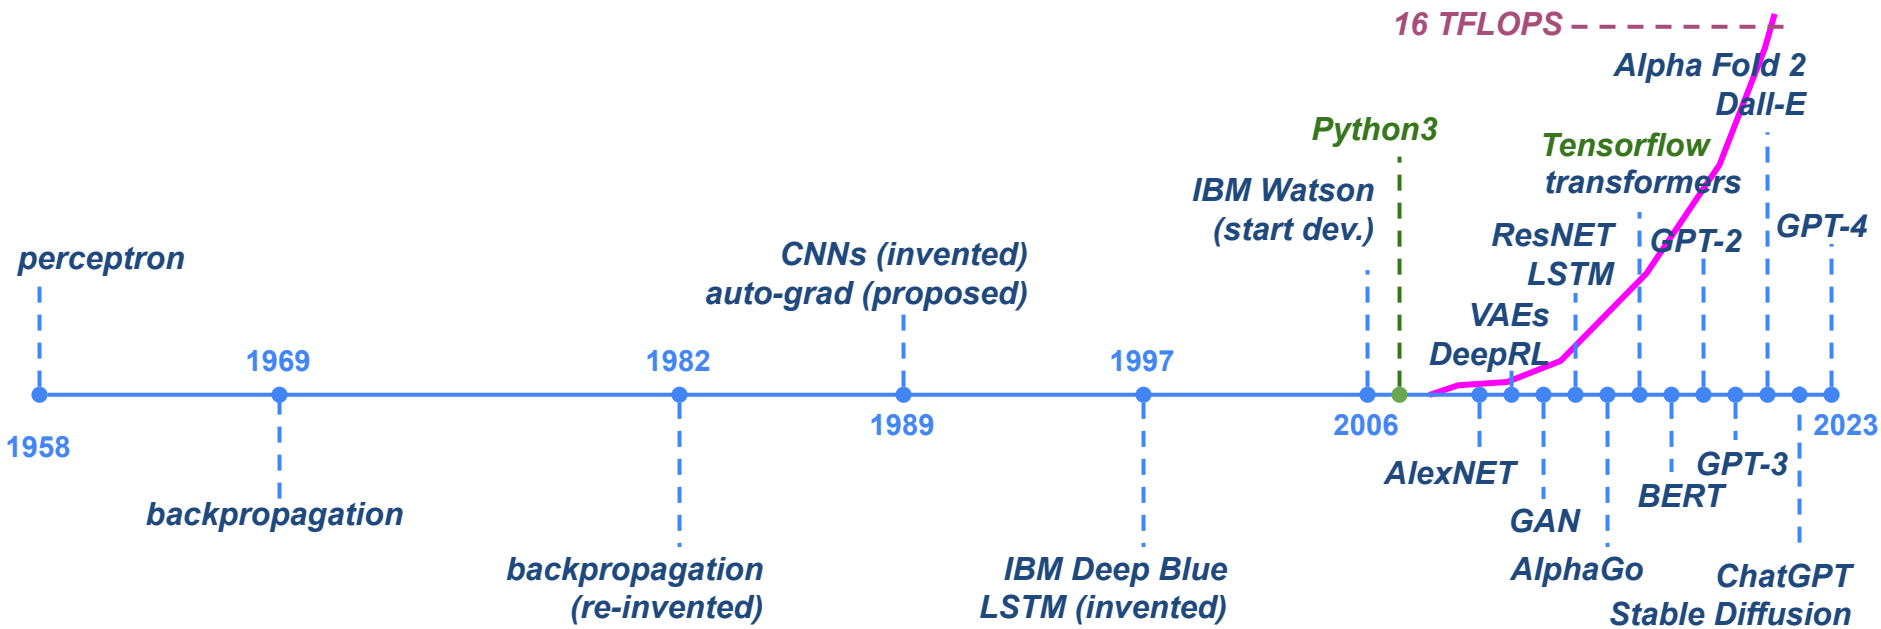 16 TFLOPS
Alpha Fold 2
Dall-E
Python3
Tensorflow
transformers
IBM Watson
(start dev.)
ResNET
LSTM
GPT-2
GPT-4
perceptron
CNNs (invented)
auto-grad (proposed)
VAEs
DeepRL
1969
1982
1997
1958
1989
2006
2023
backpropagation
AlexNET
GPT-3
BERT
GAN
backpropagation
(re-invented)
IBM Deep Blue
LSTM (invented)
AlphaGo
ChatGPT
Stable Diffusion